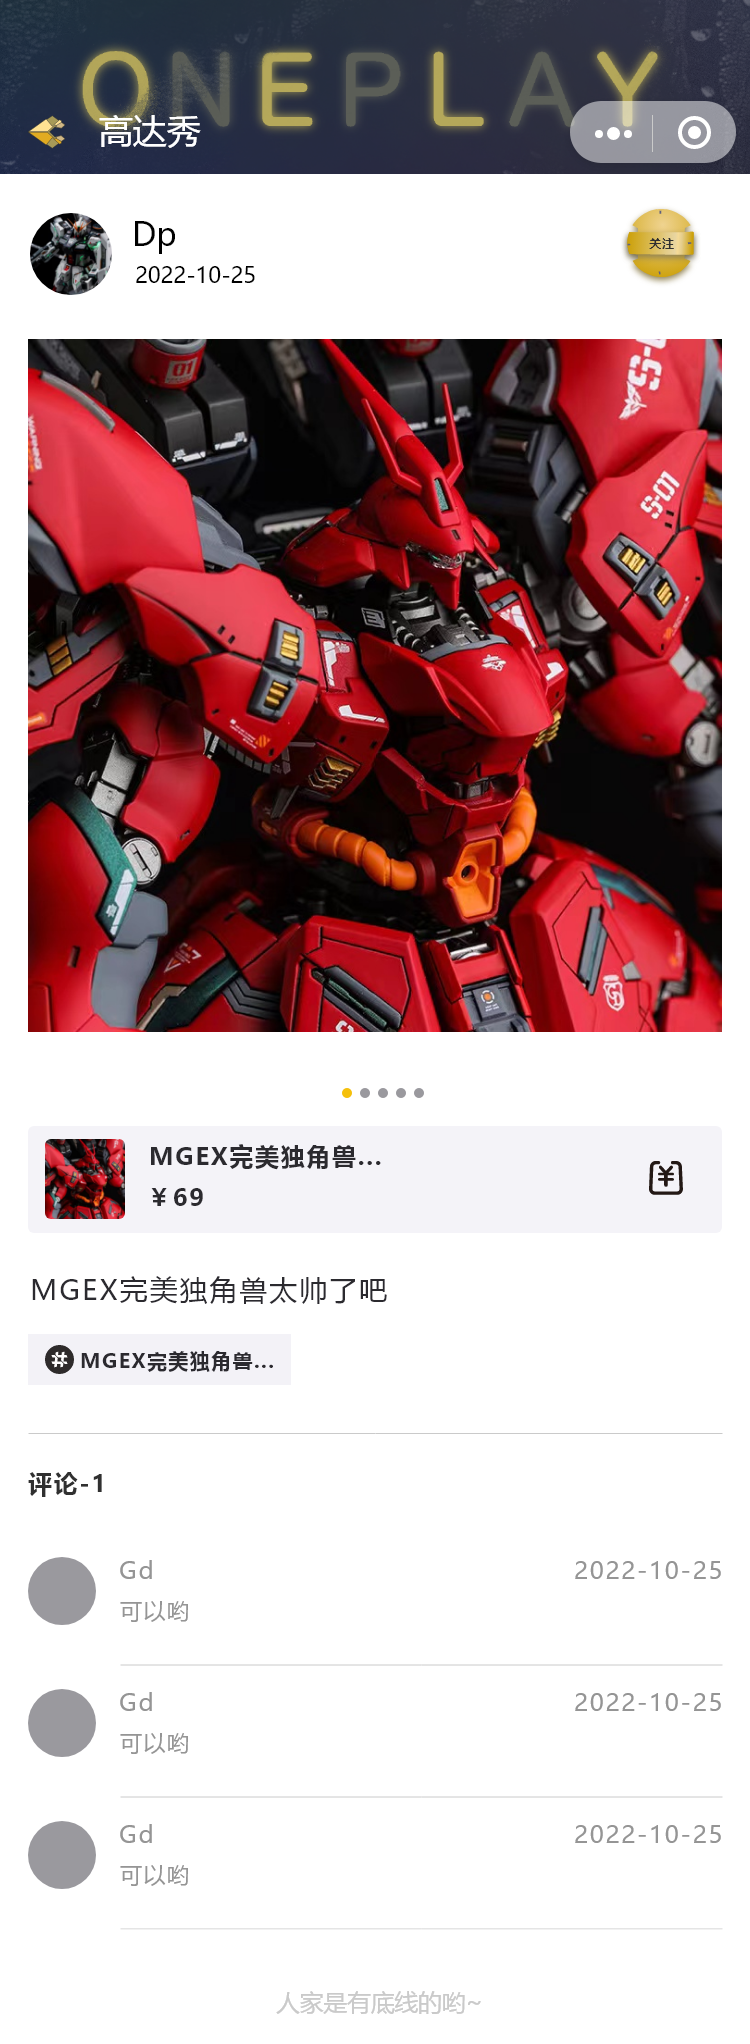 ONEPLAY
高达秀
Dp
关注
2022-10-25
01
S-01
MGEX完美独角兽...
￥69
MGEX完美独角兽太帅了吧
MGEX完美独角兽...
评论-1
Gd
2022-10-25
可以哟
Gd
2022-10-25
可以哟
Gd
2022-10-25
可以哟
人家是有底线的哟~